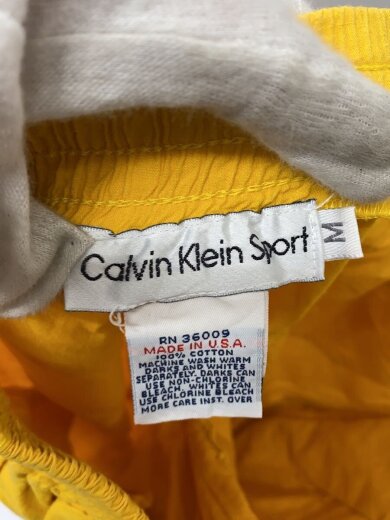 Calvin Klein Sport
M
RN 36009
MADE IN U.S.A.
100% COTTON
MACHINE WASH WARM
DARKS AND WHITES
SEPARATELY. DARKS CAN
USE NON-CHLORINE
BLEACH. WHITES CAN
USE CHLORINE BLEACH
MORE CARE INST. OVER